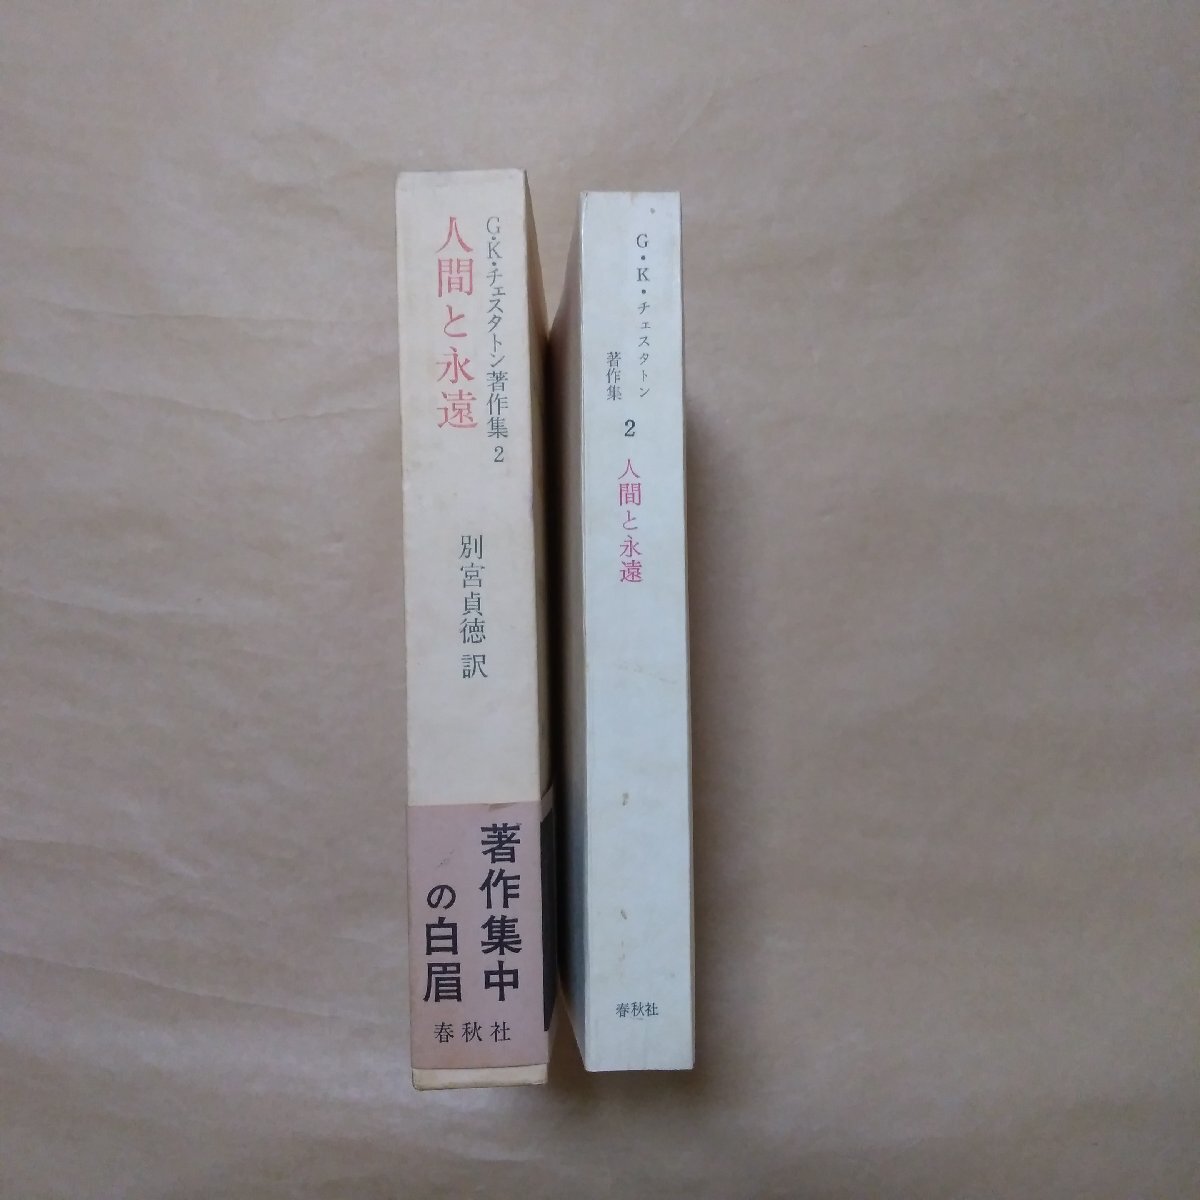 G・K・チェスタトン著作集 2
人間と永遠
別宮貞徳 訳
著作集中
の白眉
春秋社
G・K・チェスタトン
著作集
2
人間と永遠
春秋社